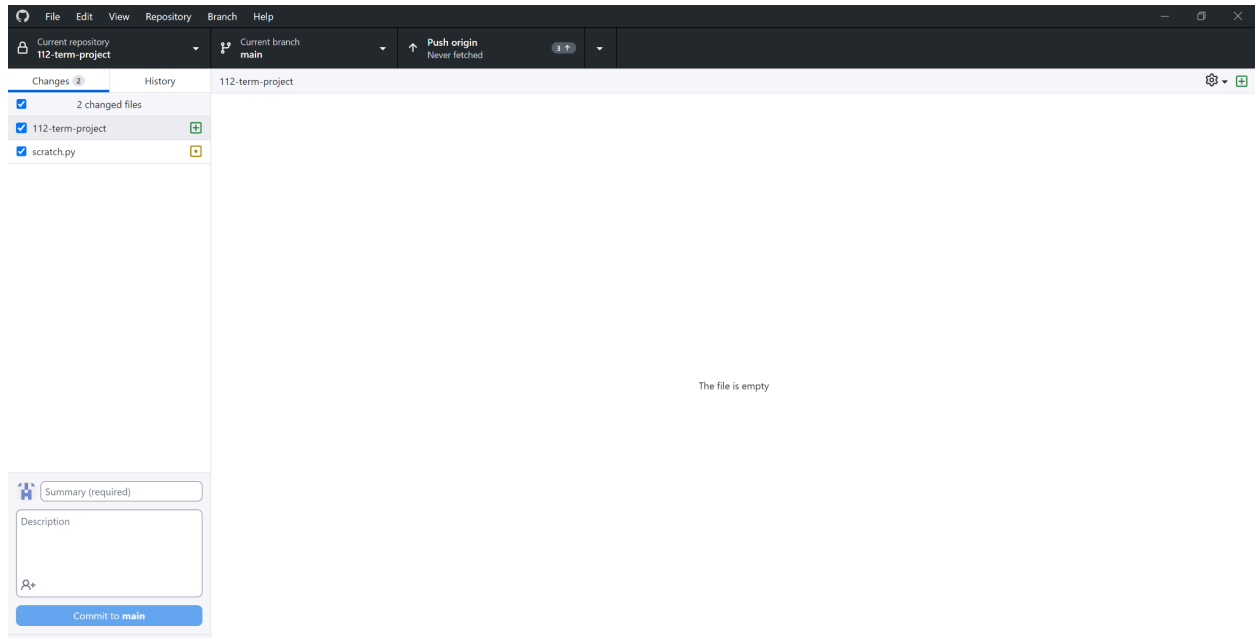 File Edit View Repository Branch Help
Current repository
112-term-project
Current branch
main
Push origin
Never fetched
3
Changes 2
History
112-term-project
2 changed files
112-term-project
scratch.py
The file is empty
Summary (required)
Description
Commit to main